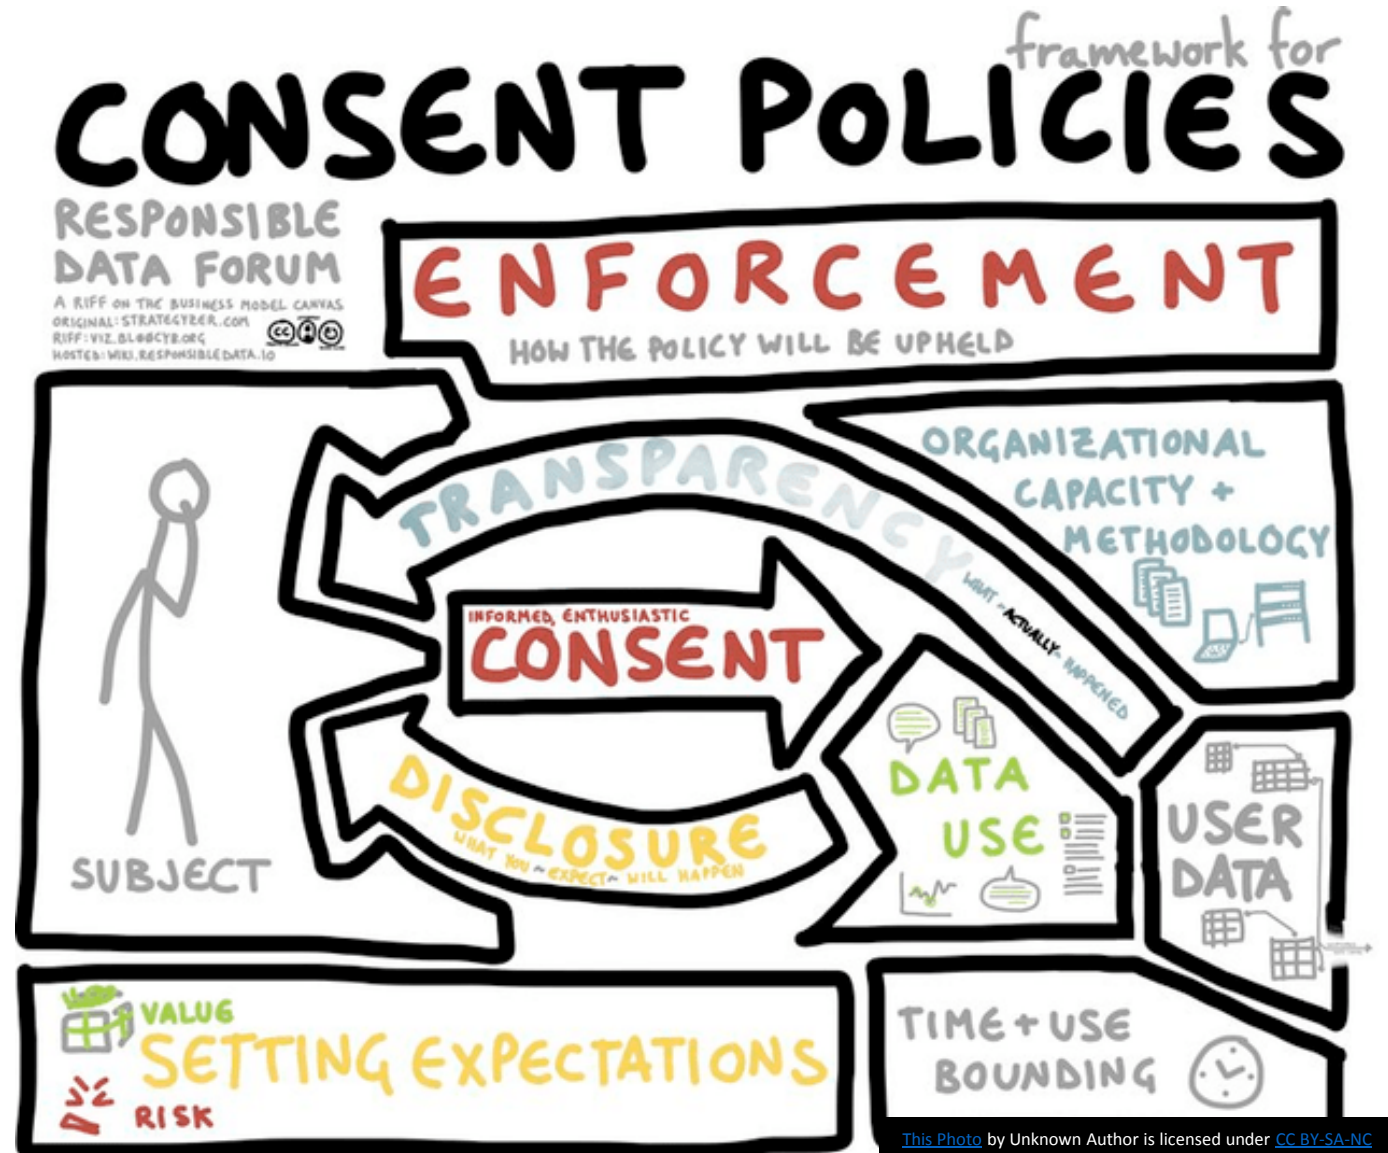 framework for
CONSENT POLICIES
RESPONSIBLE
DATA FORUM
A RIFF ON THE BUSINESS MODEL CANVAS
ORIGINAL: STRATEGYZER.COM
RIFF: VIZ.BL00CYB.ORG
HOSTED: WIKI.RESPONSIBLEDATA.IO
ENFORCEMENT
HOW THE POLICY WILL BE UPHELD
TRANSPARENCY
WHAT ~ACTUALLY~ HAPPENED
ORGANIZATIONAL
CAPACITY +
METHODOLOGY
INFORMED, ENTHUSIASTIC
CONSENT
SUBJECT
DISCLOSURE
WHAT YOU ~EXPECT~ WILL HAPPEN
DATA
USE
USER
DATA
VALUE
SETTING EXPECTATIONS
RISK
TIME + USE
BOUNDING
This Photo by Unknown Author is licensed under CC BY-SA-NC